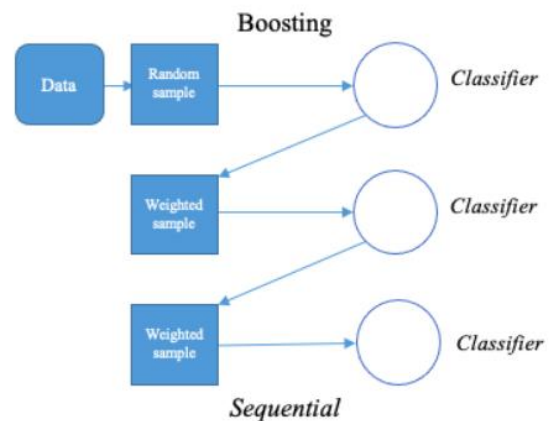 Boosting
Data
Random
sample
Classifier
Weighted
sample
Classifier
Weighted
sample
Classifier
Sequential